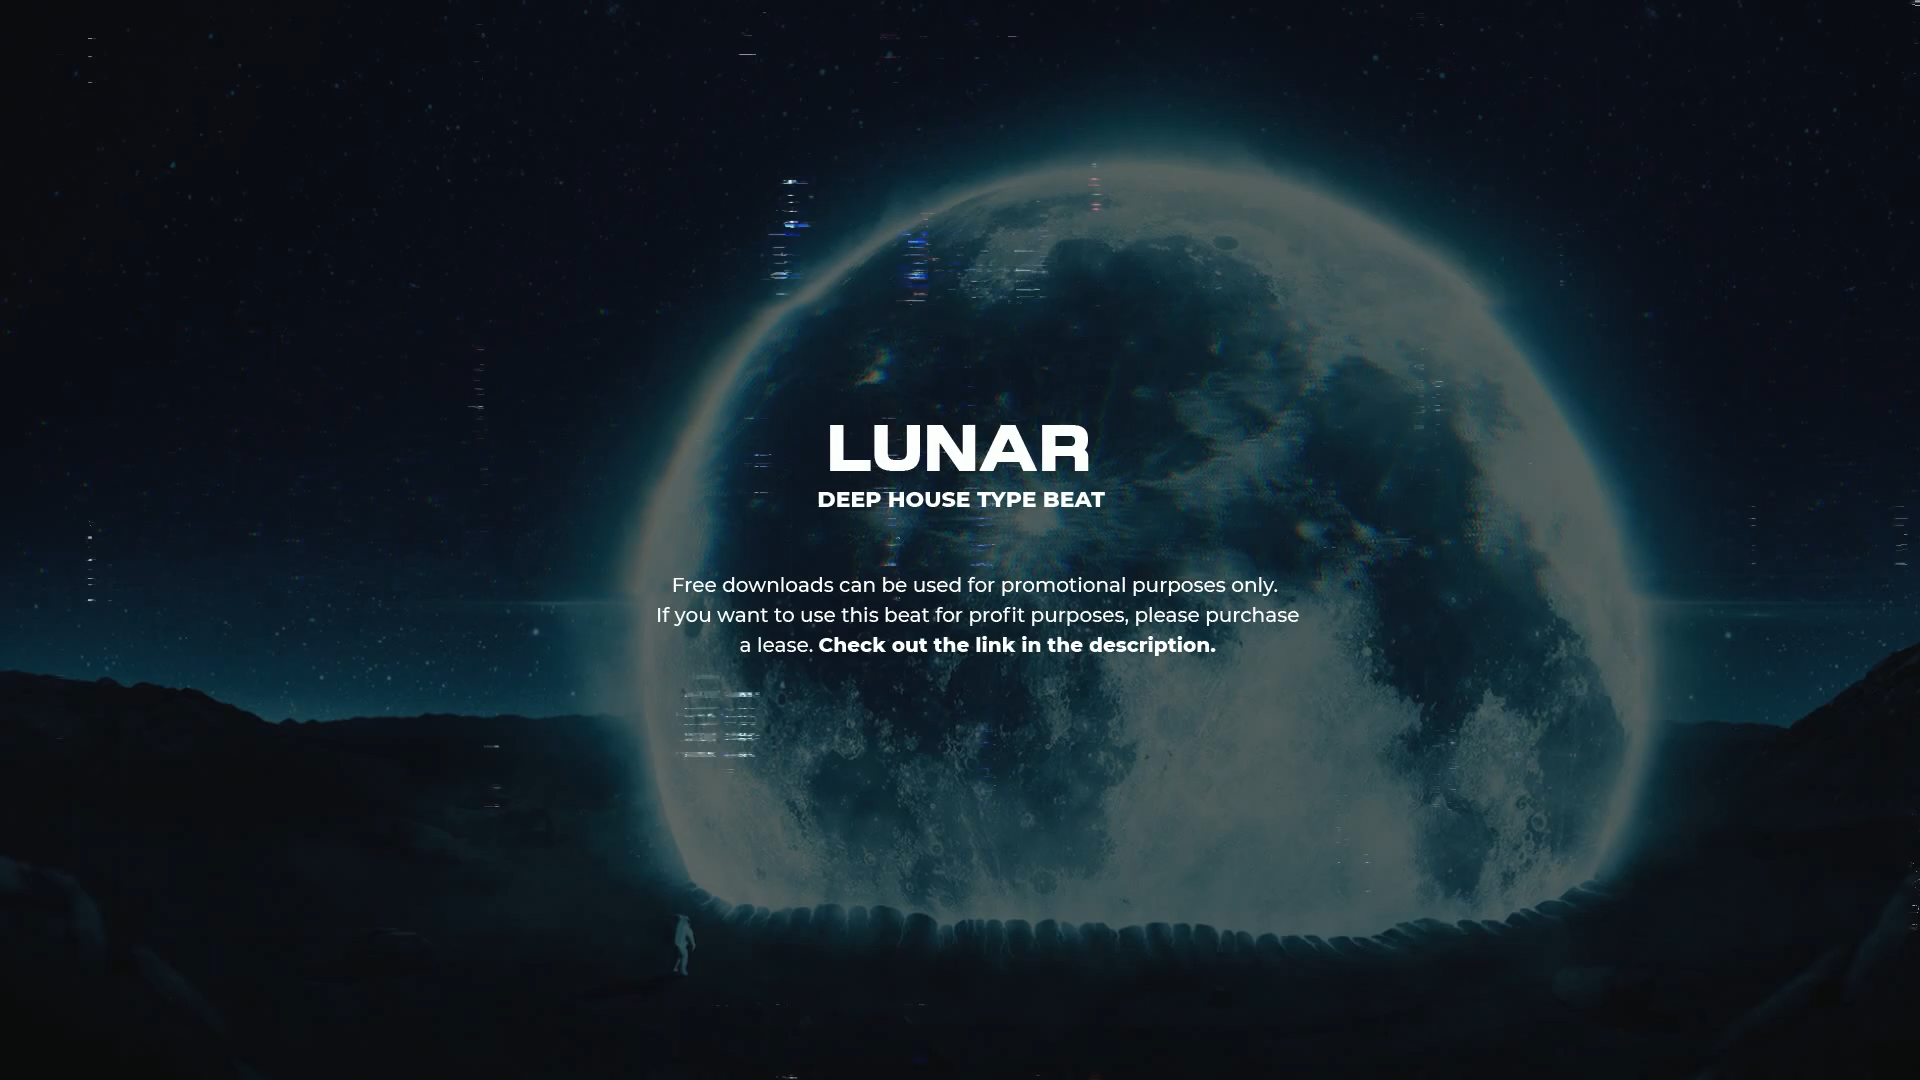 LUNAR
DEEP HOUSE TYPE BEAT
Free downloads can be used for promotional purposes only.
If you want to use this beat for profit purposes, please purchase
a lease. Check out the link in the description.